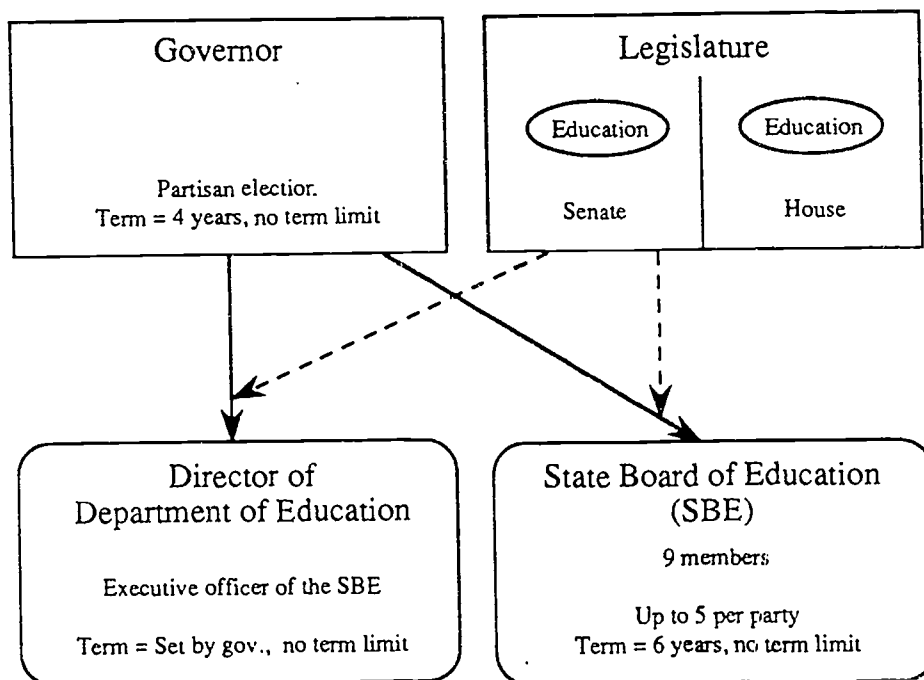 Governor
Partisan election.
Term = 4 years, no term limit
Legislature
Education
Education
Senate
House
Director of
Department of Education
Executive officer of the SBE
Term = Set by gov., no term limit
State Board of Education
(SBE)
9 members
Up to 5 per party
Term = 6 years, no term limit